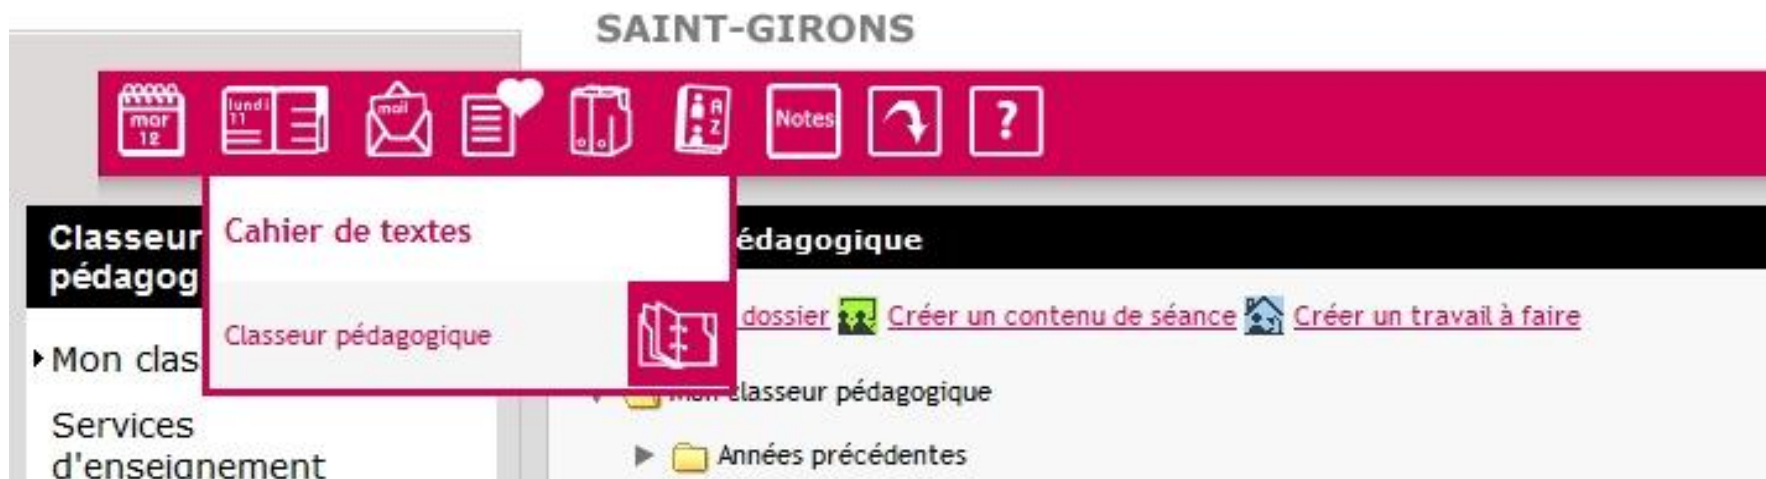 SAINT-GIRONS
mar 12
lundi 11
mail
A Z
Notes
?
Cahier de textes
Classeur pédagogique
Classeur
pédagog
édagogique
dossier Créer un contenu de séance Créer un travail à faire
Mon clas
classeur pédagogique
Services
d'enseignement
Années précédentes